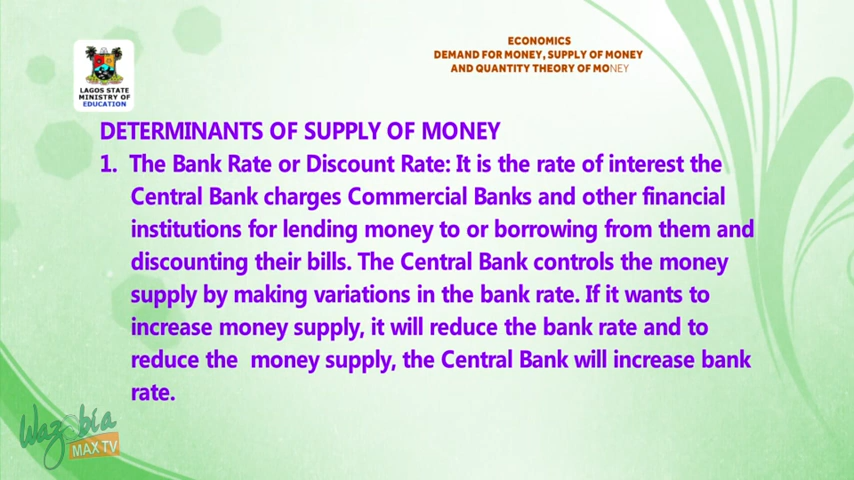 ECONOMICS
DEMAND FOR MONEY, SUPPLY OF MONEY
AND QUANTITY THEORY OF MONEY
LAGOS STATE
MINISTRY OF
EDUCATION
DETERMINANTS OF SUPPLY OF MONEY
1. The Bank Rate or Discount Rate: It is the rate of interest the
Central Bank charges Commercial Banks and other financial
institutions for lending money to or borrowing from them and
discounting their bills. The Central Bank controls the money
supply by making variations in the bank rate. If it wants to
increase money supply, it will reduce the bank rate and to
reduce the money supply, the Central Bank will increase bank
rate.
Wazobia
MAX TV